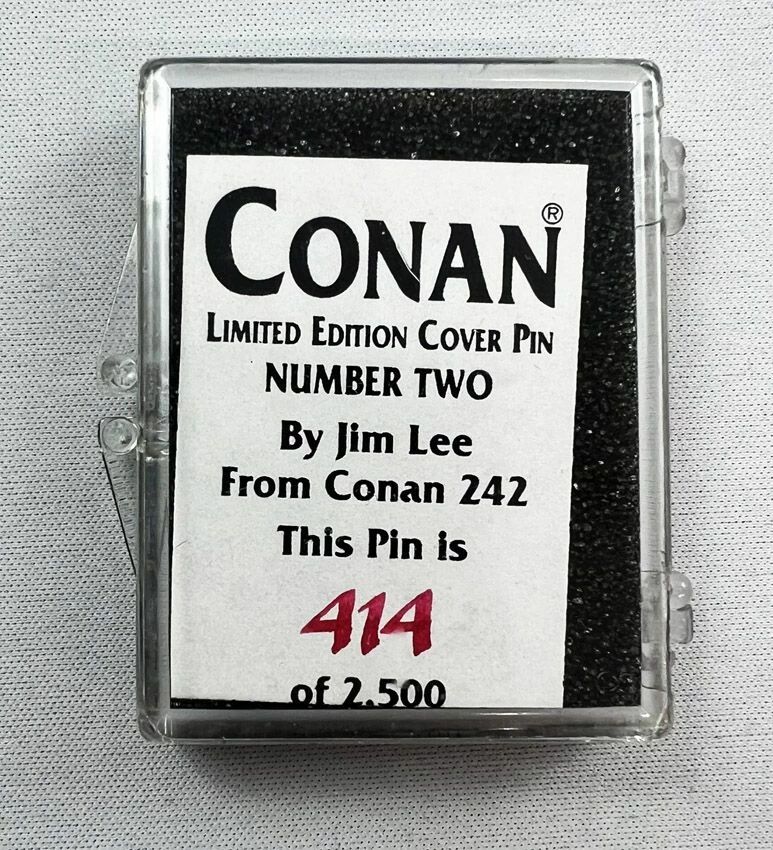 CONAN®
LIMITED EDITION COVER PIN
NUMBER TWO
By Jim Lee
From Conan 242
This Pin is
414
of 2,500